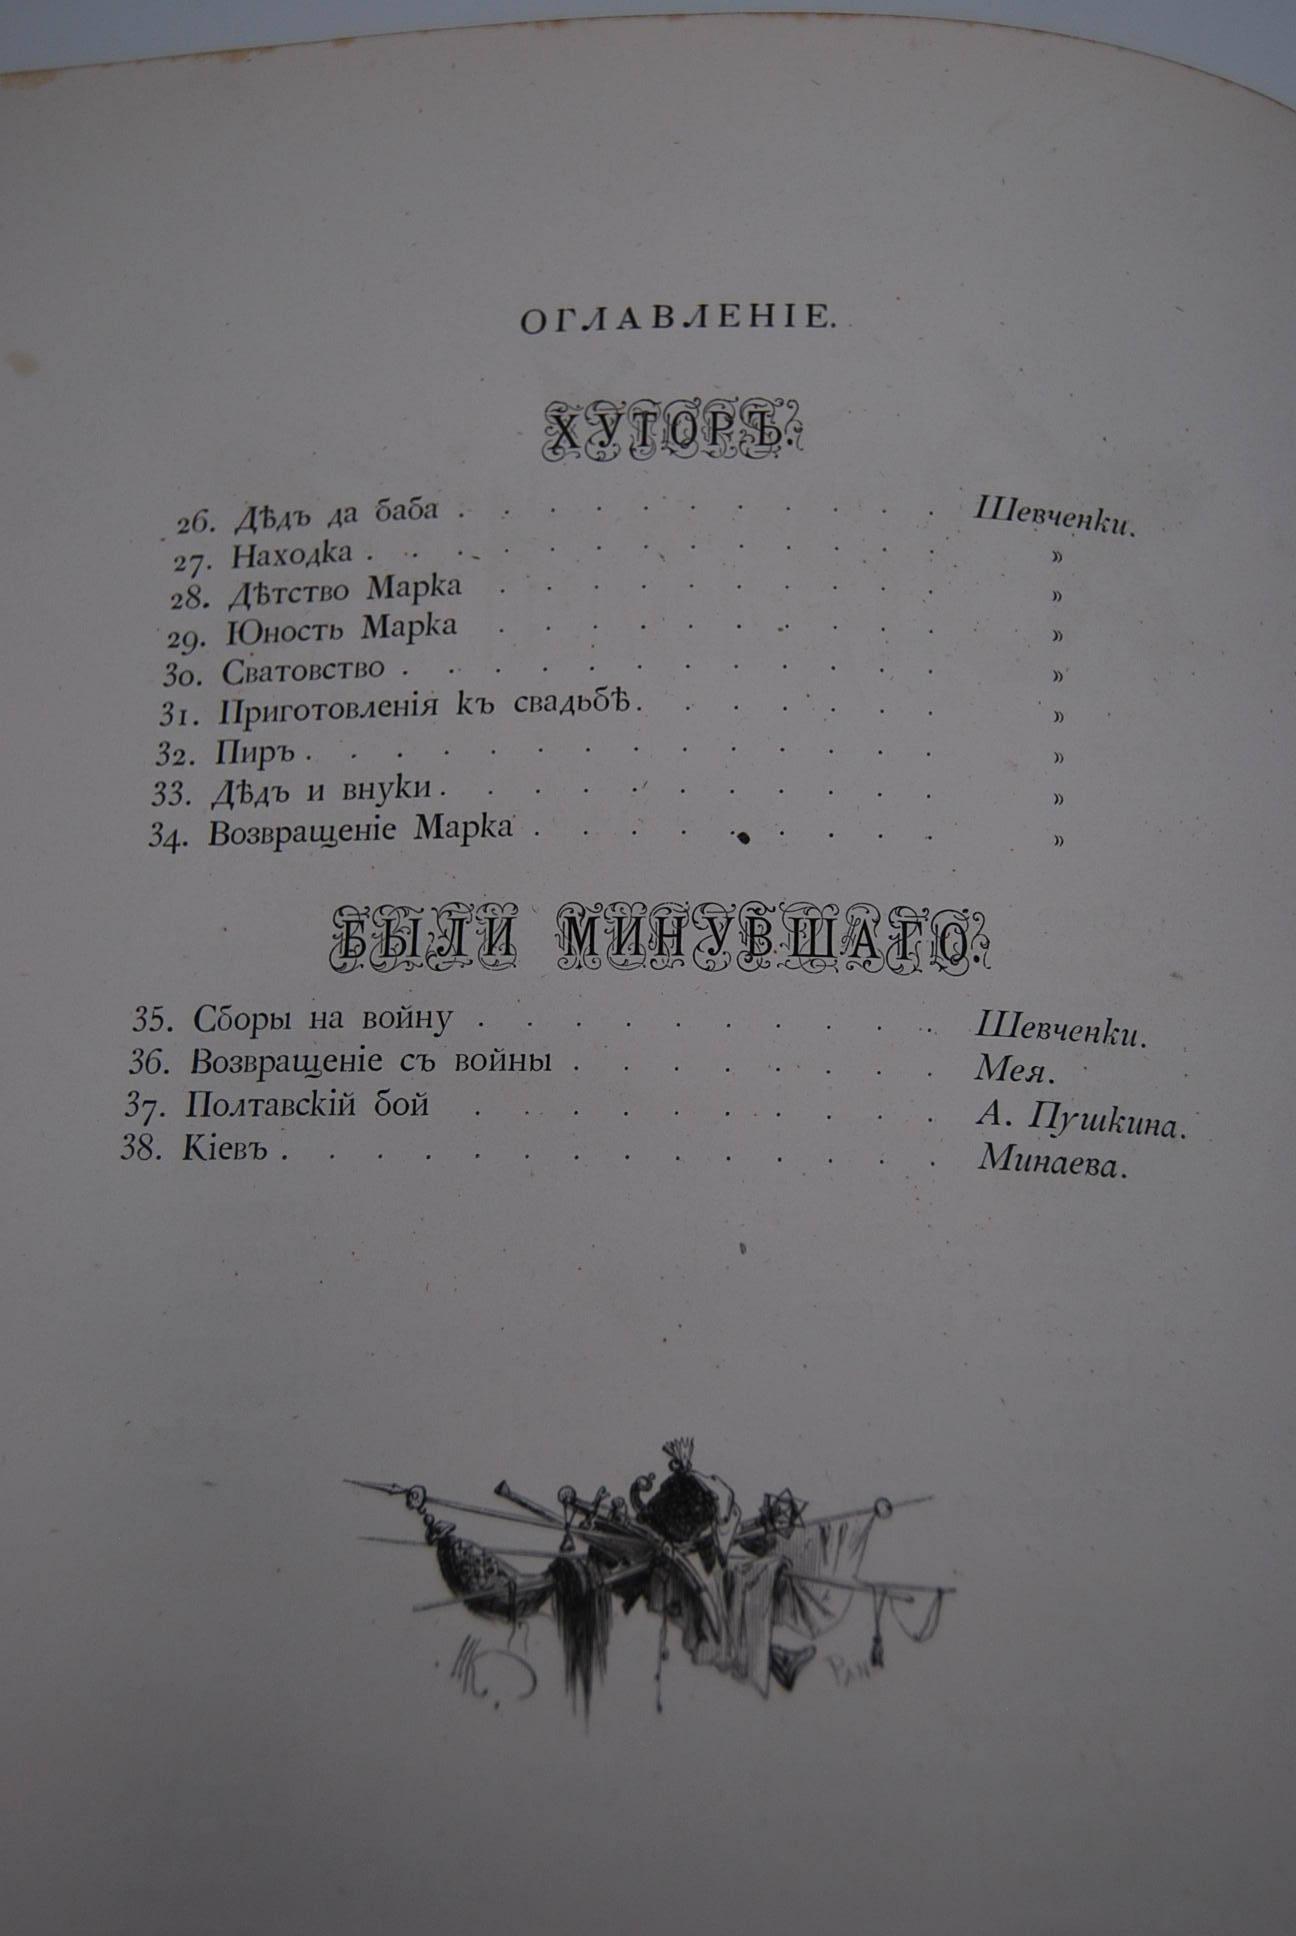 ОГЛАВЛЕНІЕ.
ХУТОРЪ.
26. Дѣдъ да баба . . . . . . . . . . Шевченки.
27. Находка . . . . . . . . . . . . »
28. Дѣтство Марка . . . . . . . . . . »
29. Юность Марка . . . . . . . . . . »
30. Сватовство . . . . . . . . . . . . »
31. Приготовленія къ свадьбѣ. . . . . . . »
32. Пиръ . . . . . . . . . . . . . . »
33. Дѣдъ и внуки . . . . . . . . . . . »
34. Возвращеніе Марка . . . . . . . . . »
БЫЛИ МИНУВШАГО.
35. Сборы на войну . . . . . . . . . . Шевченки.
36. Возвращеніе съ войны . . . . . . . . Мея.
37. Полтавскій бой . . . . . . . . . . А. Пушкина.
38. Кіевъ . . . . . . . . . . . . . . Минаева.
PAN